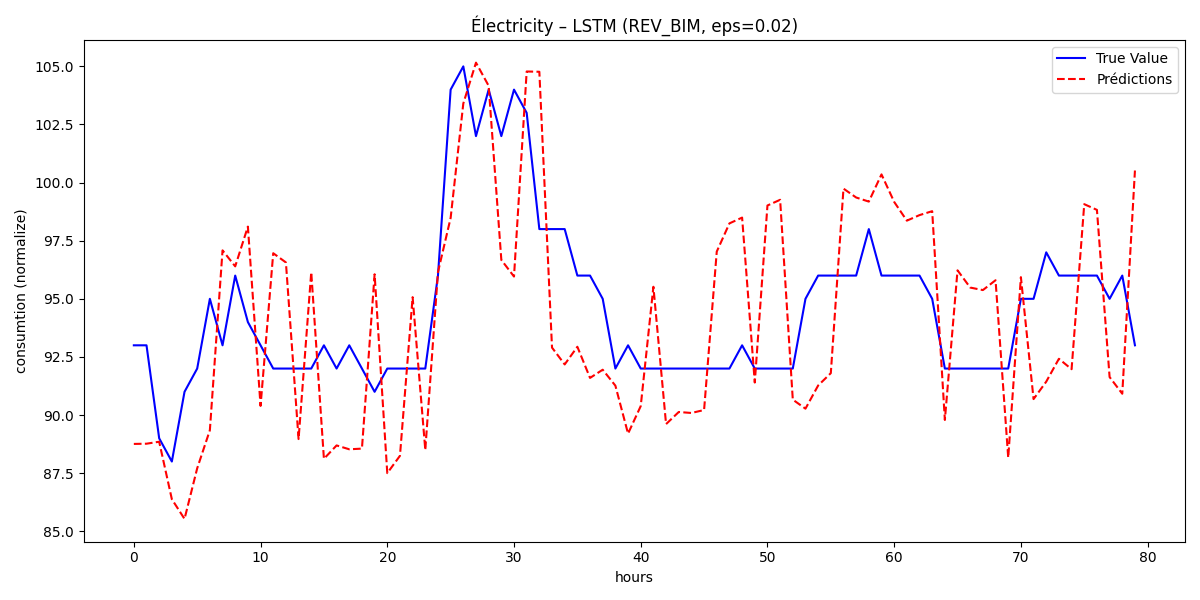 Électricity – LSTM (REV_BIM, eps=0.02)
True Value
Prédictions
consumtion (normalize)
105.0
102.5
100.0
97.5
95.0
92.5
90.0
87.5
85.0
0 10 20 30 40 50 60 70 80
hours